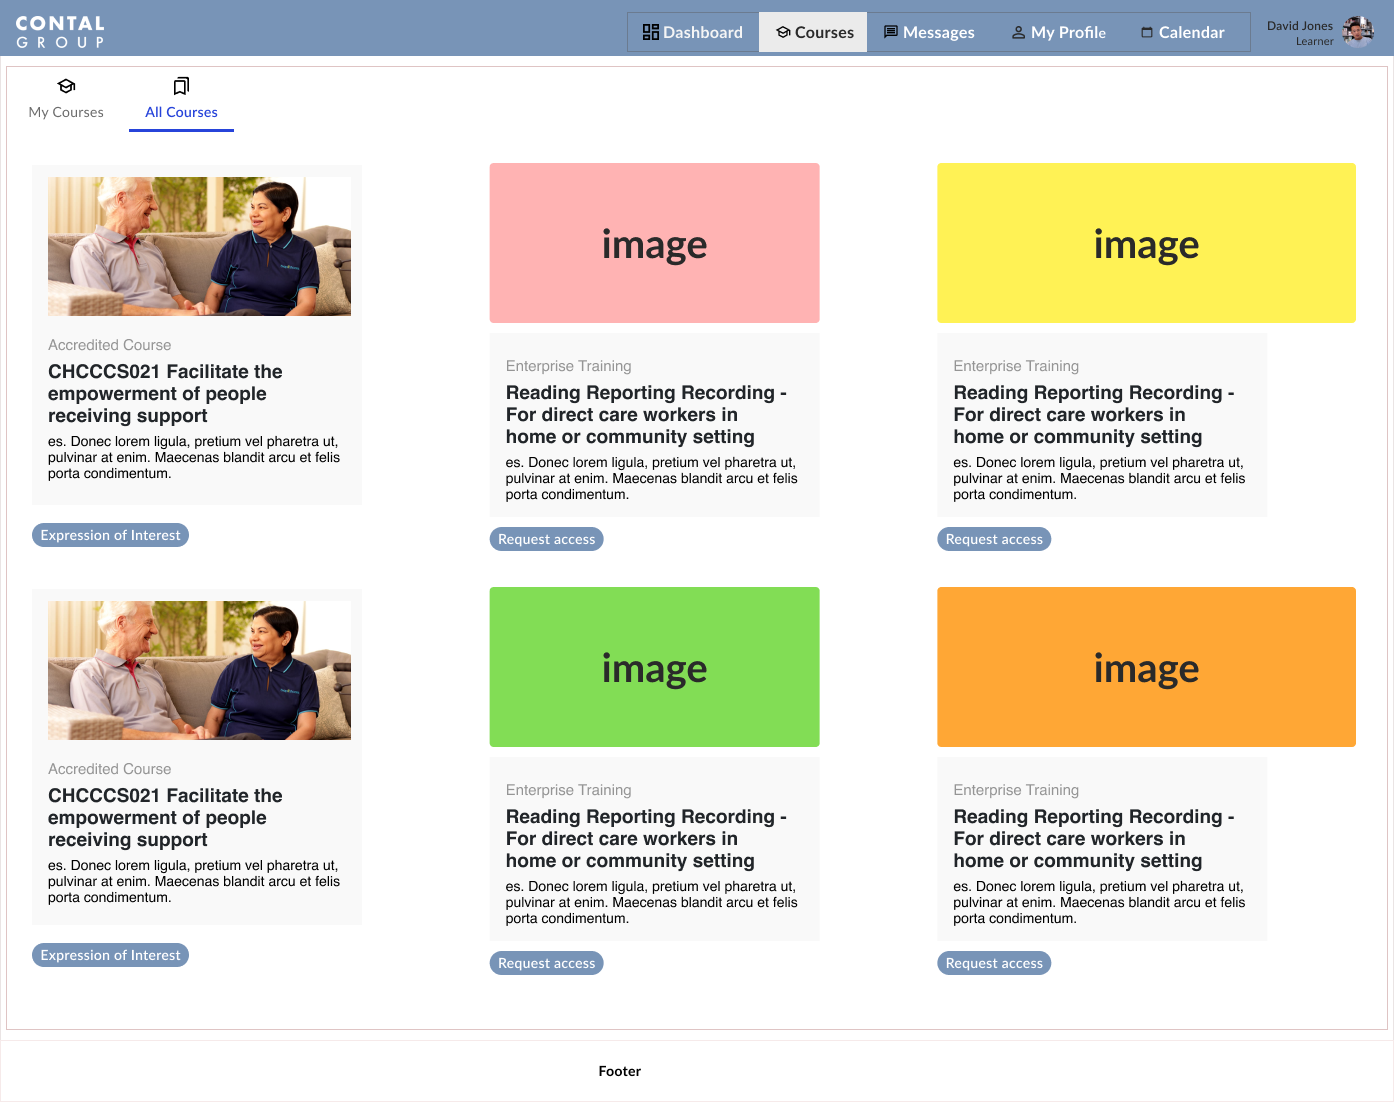 CONTAL
GROUP
Dashboard
Courses
Messages
My Profile
Calendar
David Jones
Learner
My Courses
All Courses
Accredited Course
CHCCCS021 Facilitate the
empowerment of people
receiving support
es. Donec lorem ligula, pretium vel pharetra ut,
pulvinar at enim. Maecenas blandit arcu et felis
porta condimentum.
Expression of Interest
image
Enterprise Training
Reading Reporting Recording -
For direct care workers in
home or community setting
es. Donec lorem ligula, pretium vel pharetra ut,
pulvinar at enim. Maecenas blandit arcu et felis
porta condimentum.
Request access
image
Enterprise Training
Reading Reporting Recording -
For direct care workers in
home or community setting
es. Donec lorem ligula, pretium vel pharetra ut,
pulvinar at enim. Maecenas blandit arcu et felis
porta condimentum.
Request access
Accredited Course
CHCCCS021 Facilitate the
empowerment of people
receiving support
es. Donec lorem ligula, pretium vel pharetra ut,
pulvinar at enim. Maecenas blandit arcu et felis
porta condimentum.
Expression of Interest
image
Enterprise Training
Reading Reporting Recording -
For direct care workers in
home or community setting
es. Donec lorem ligula, pretium vel pharetra ut,
pulvinar at enim. Maecenas blandit arcu et felis
porta condimentum.
Request access
image
Enterprise Training
Reading Reporting Recording -
For direct care workers in
home or community setting
es. Donec lorem ligula, pretium vel pharetra ut,
pulvinar at enim. Maecenas blandit arcu et felis
porta condimentum.
Request access
Footer